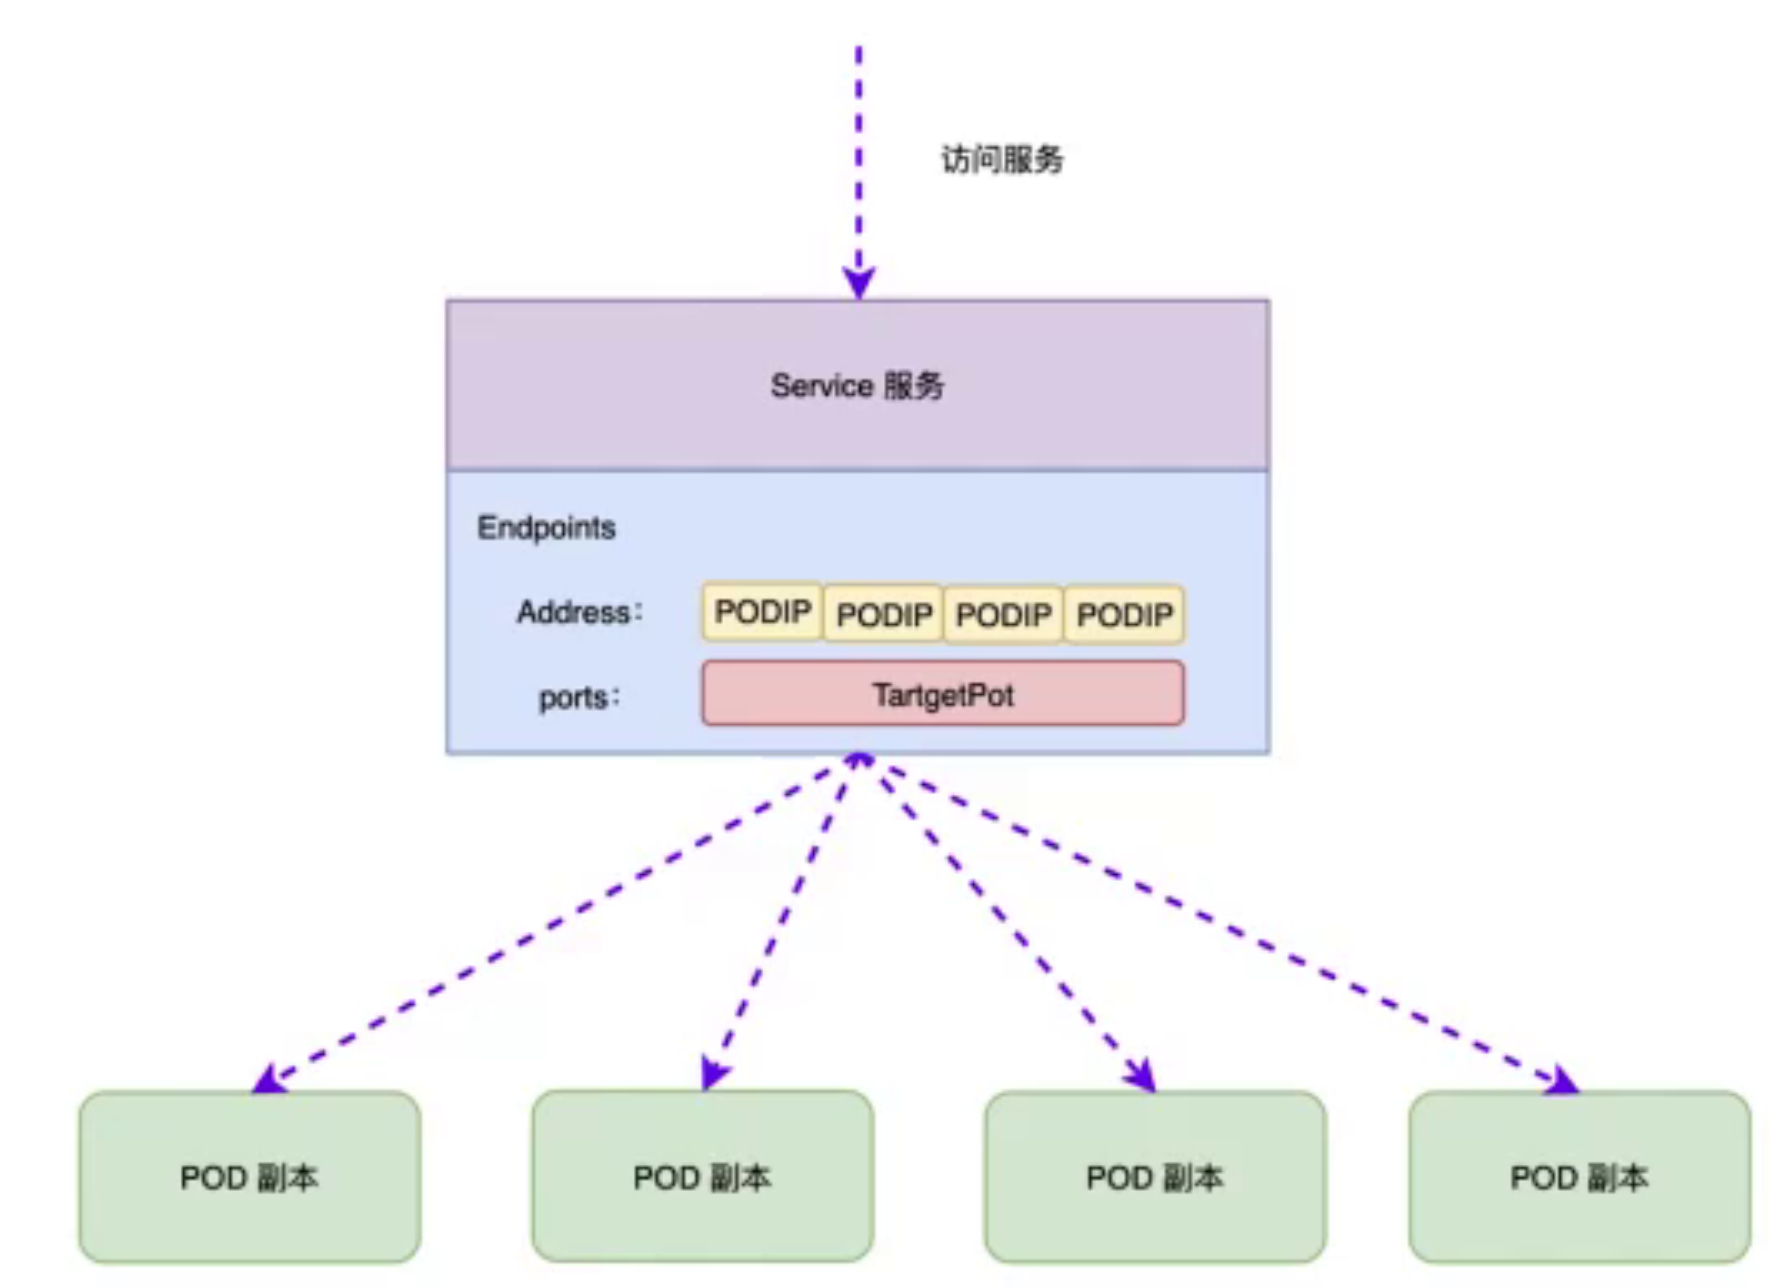 访问服务
Service 服务
Endpoints
Address: PODIP PODIP PODIP PODIP
ports: TartgetPot
POD 副本 POD 副本 POD 副本 POD 副本